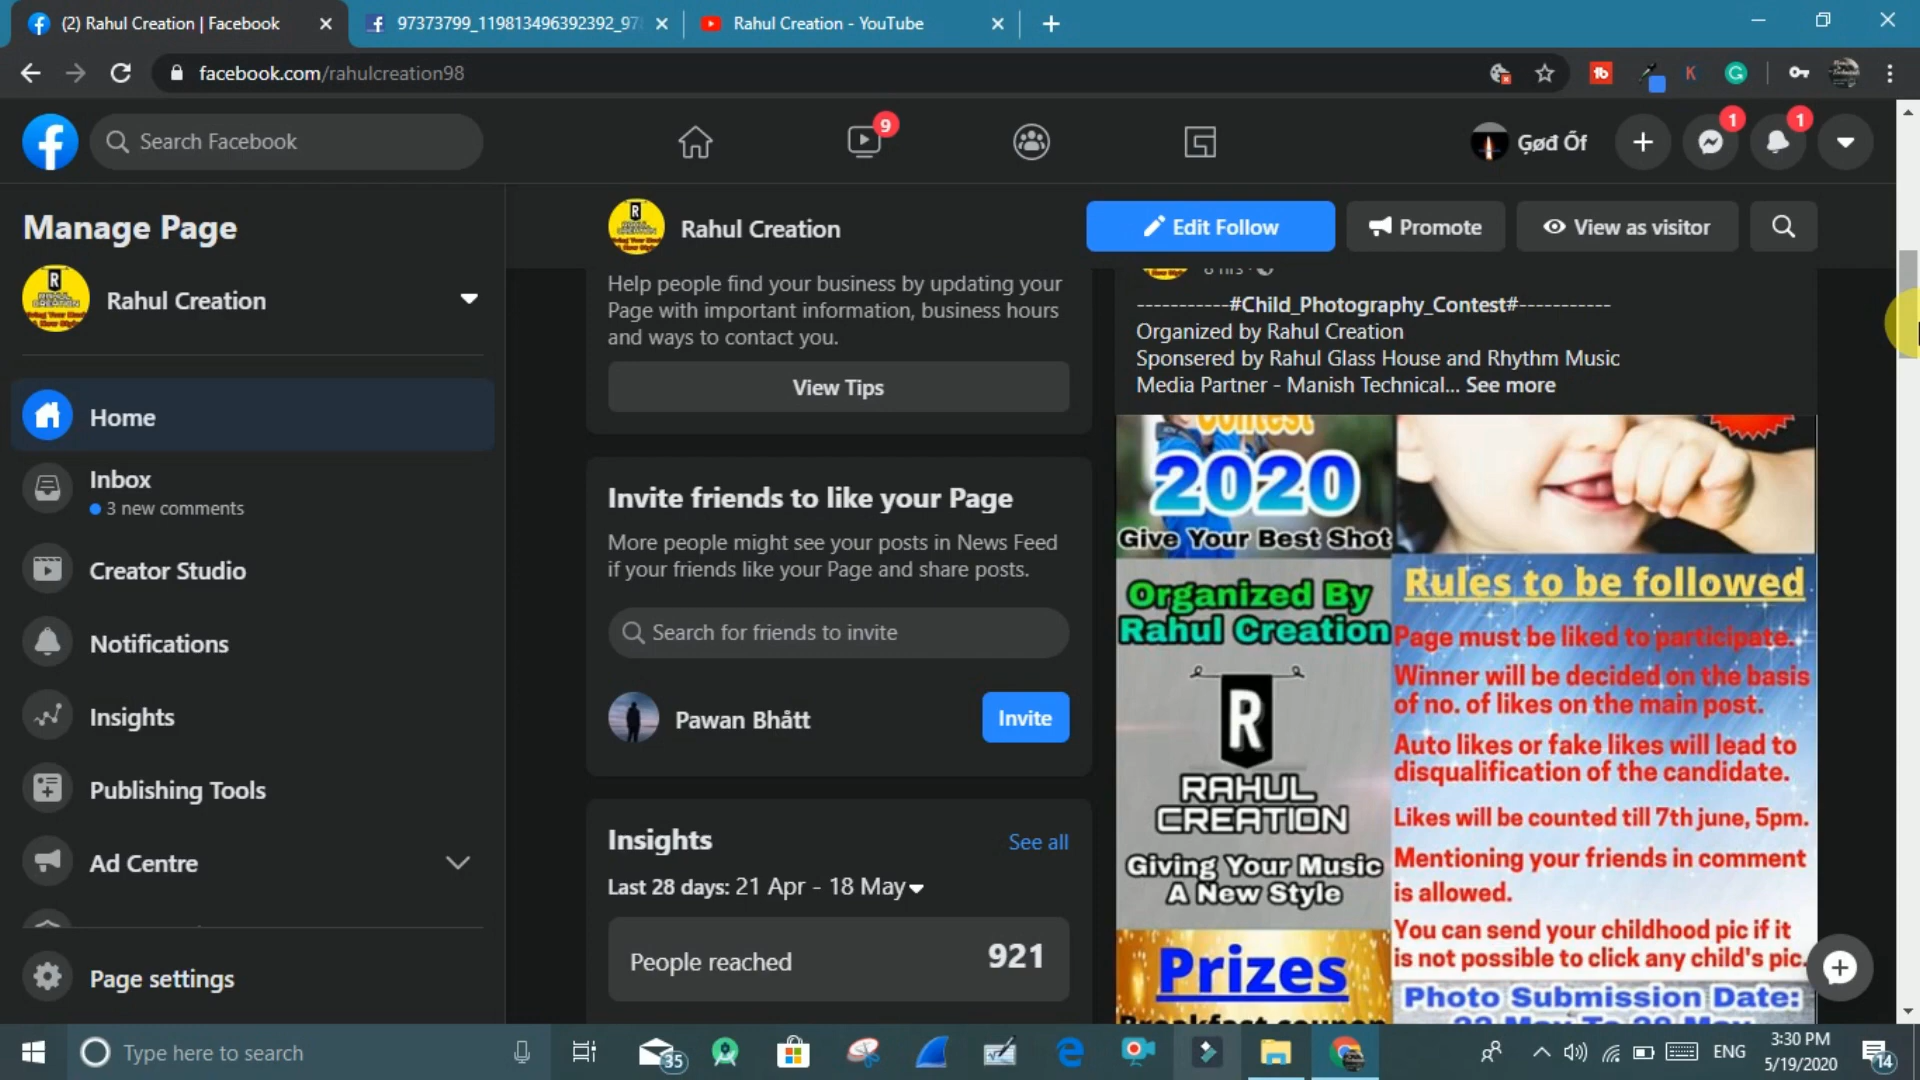 (2) Rahul Creation | Facebook
97373799_119813496392392_97
Rahul Creation - YouTube
facebook.com/rahulcreation98
Search Facebook
9
Gød Őf
1
1
Manage Page
Rahul Creation
Home
Inbox
3 new comments
Creator Studio
Notifications
Insights
Publishing Tools
Ad Centre
Page settings
Rahul Creation
Edit Follow
Promote
View as visitor
Help people find your business by updating your
Page with important information, business hours
and ways to contact you.
View Tips
Invite friends to like your Page
More people might see your posts in News Feed
if your friends like your Page and share posts.
Search for friends to invite
Pawan Bhått
Invite
Insights
See all
Last 28 days: 21 Apr - 18 May
People reached
921
-----------#Child_Photography_Contest#-----------
Organized by Rahul Creation
Sponsered by Rahul Glass House and Rhythm Music
Media Partner - Manish Technical... See more
Contest
2020
Give Your Best Shot
Organized By
Rahul Creation
R
RAHUL
CREATION
Giving Your Music
A New Style
Prizes
Breakfast coupon
Rules to be followed
Page must be liked to participate.
Winner will be decided on the basis
of no. of likes on the main post.
Auto likes or fake likes will lead to
disqualification of the candidate.
Likes will be counted till 7th june, 5pm.
Mentioning your friends in comment
is allowed.
You can send your childhood pic if it
is not possible to click any child's pic.
Photo Submission Date:
Type here to search
35
ENG
3:30 PM
5/19/2020
14